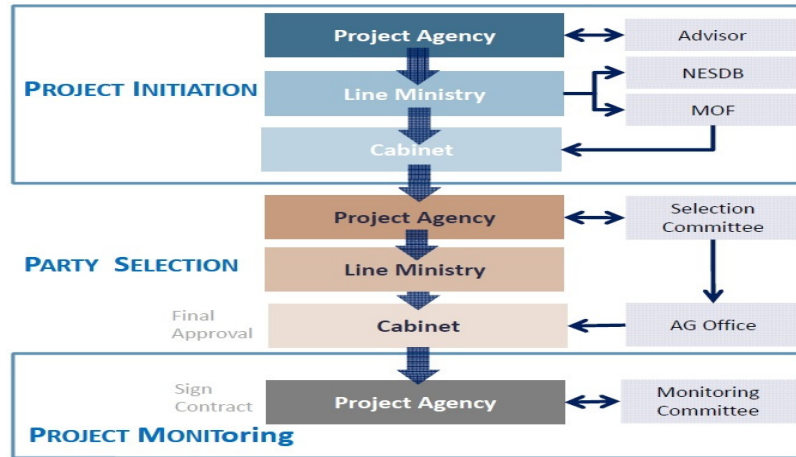 Project Agency
Advisor
NESDB
PROJECT INITIATION
Line Ministry
MOF
Cabinet
Project Agency
Selection
Committee
PARTY SELECTION
Line Ministry
Final
Approval
Cabinet
AG Office
Sign
Contract
Project Agency
Monitoring
Committee
PROJECT MONIToring